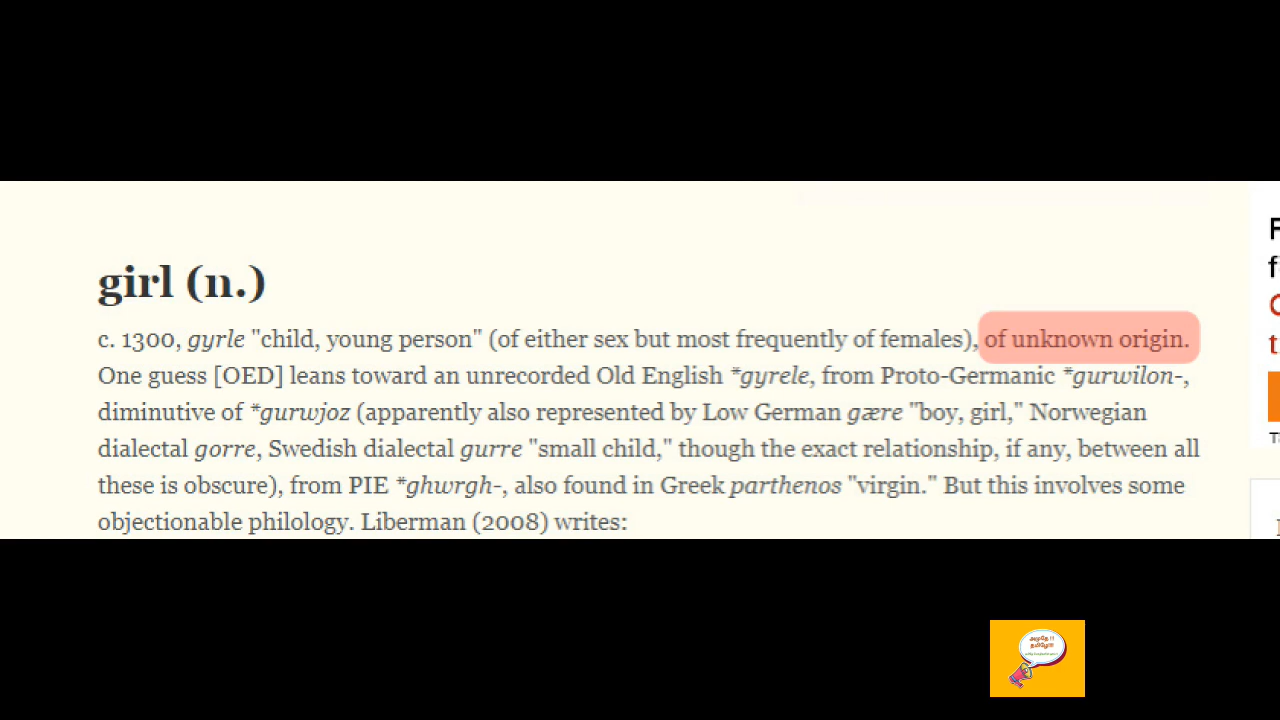 girl (n.)
c. 1300, gyrle "child, young person" (of either sex but most frequently of females), of unknown origin.
One guess [OED] leans toward an unrecorded Old English *gyrele, from Proto-Germanic *gurwilon-,
diminutive of *gurwjoz (apparently also represented by Low German gære "boy, girl," Norwegian
dialectal gorre, Swedish dialectal gurre "small child," though the exact relationship, if any, between all
these is obscure), from PIE *ghwrgh-, also found in Greek parthenos "virgin." But this involves some
objectionable philology. Liberman (2008) writes:
அமுதே !!
தமிழே!!!